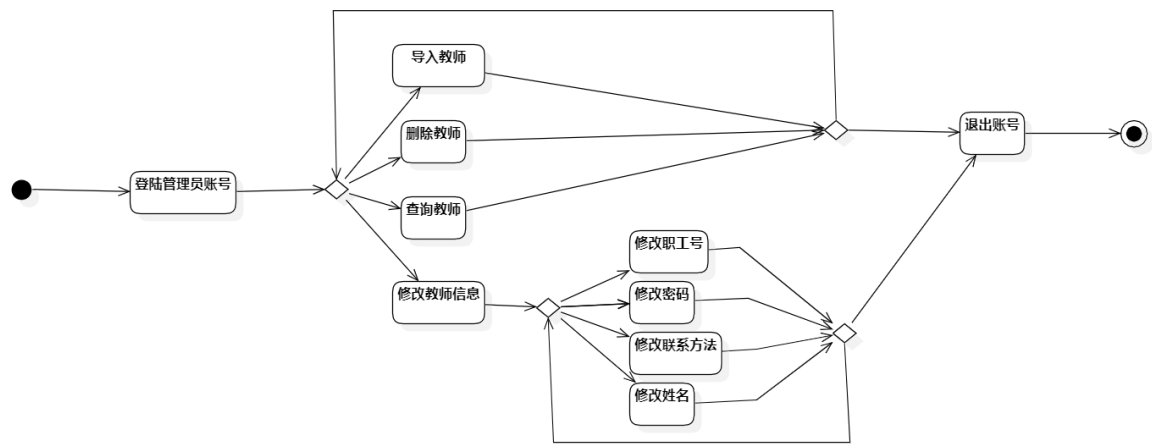 导入教师
删除教师
退出账号
登陆管理员账号
查询教师
修改职工号
修改教师信息
修改密码
修改联系方法
修改姓名